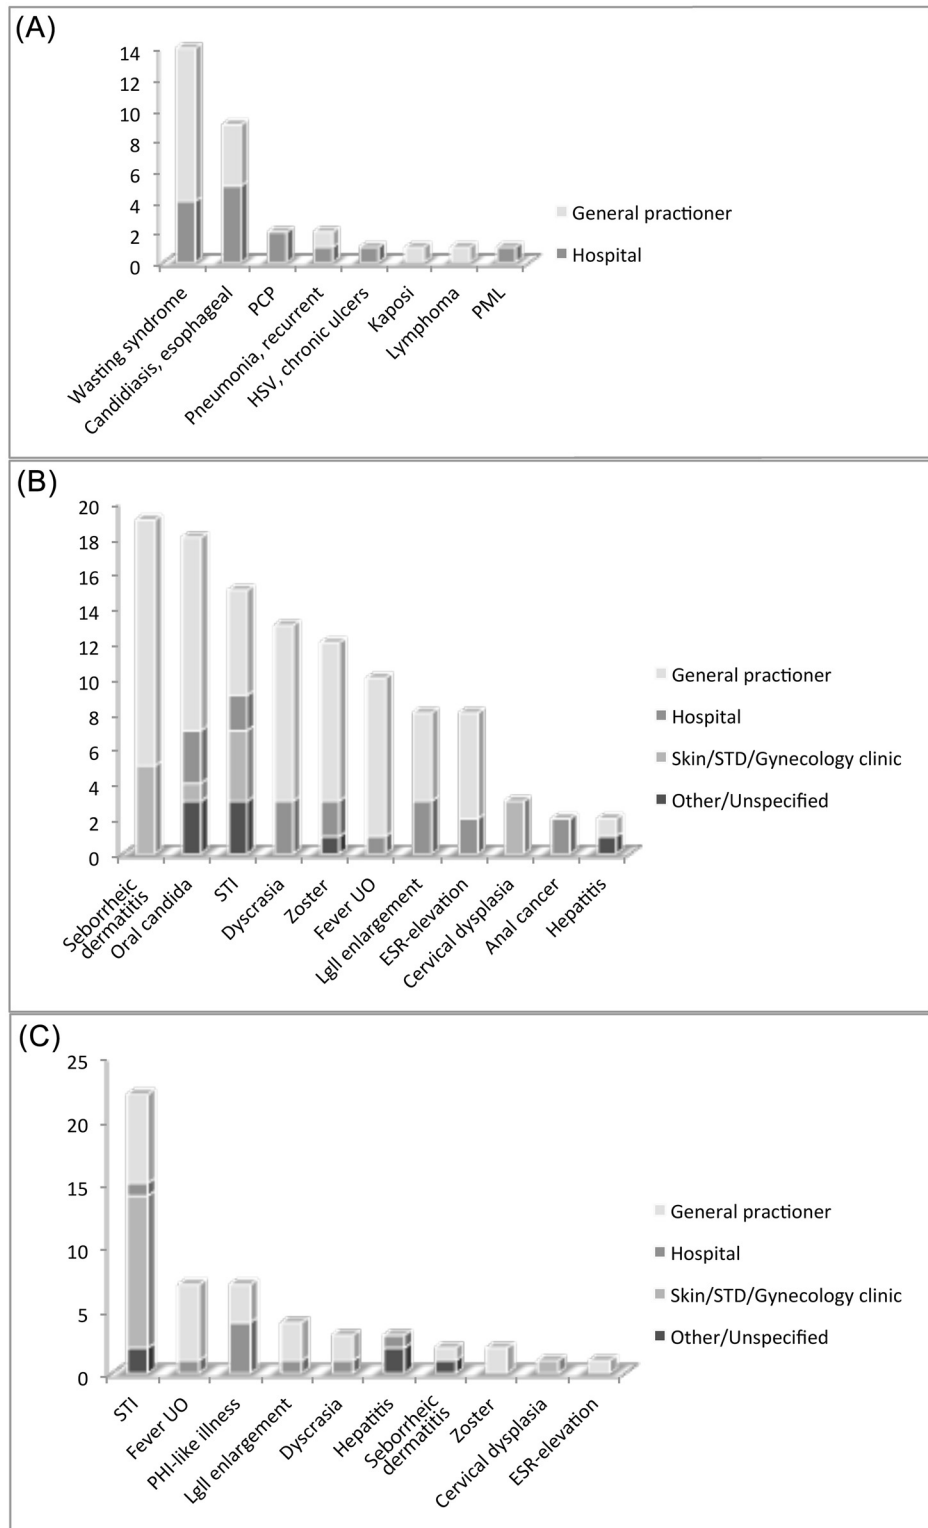 (A)
14
12
10
8
6
4
2
0
General practioner
Hospital
Wasting syndrome
Candidiasis, esophageal
PCP
Pneumonia, recurrent
HSV, chronic ulcers
Kaposi
Lymphoma
PML
(B)
20
18
16
14
12
10
8
6
4
2
0
General practioner
Hospital
Skin/STD/Gynecology clinic
Other/Unspecified
Seborrheic
dermatitis
Oral candida
STI
Dyscrasia
Zoster
Fever UO
Lgll enlargement
ESR-elevation
Cervical dysplasia
Anal cancer
Hepatitis
(C)
25
20
15
10
5
0
General practioner
Hospital
Skin/STD/Gynecology clinic
Other/Unspecified
STI
Fever UO
PHI-like illness
Lgll enlargement
Dyscrasia
Hepatitis
Seborrheic
dermatitis
Zoster
Cervical dysplasia
ESR-elevation